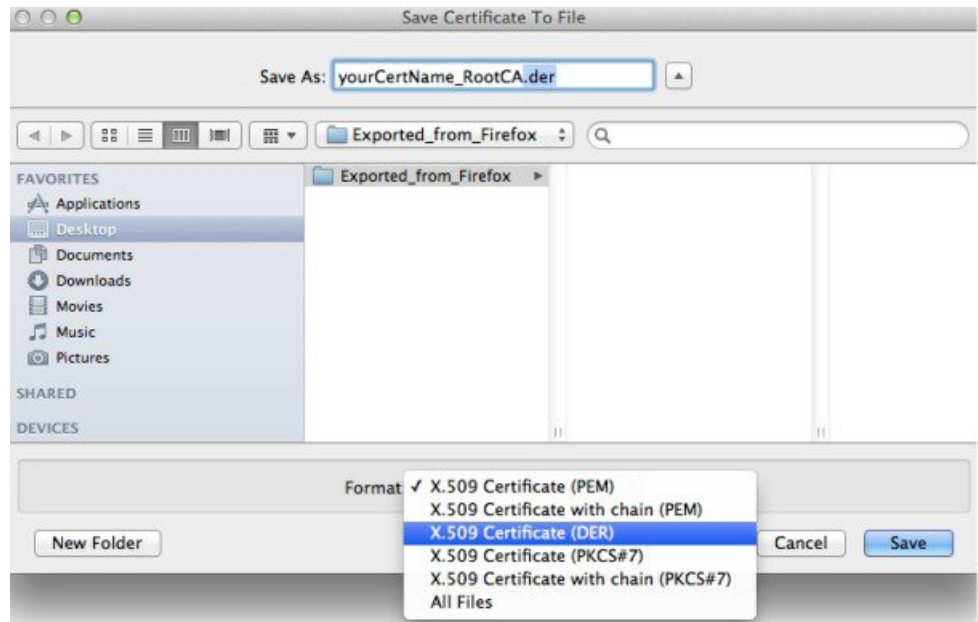 Save Certificate To File
Save As: yourCertName_RootCA.der
Exported_from_Firefox
FAVORITES
Applications
Desktop
Documents
Downloads
Movies
Music
Pictures
SHARED
DEVICES
Exported_from_Firefox
Format ✓ X.509 Certificate (PEM)
X.509 Certificate with chain (PEM)
X.509 Certificate (DER)
X.509 Certificate (PKCS#7)
X.509 Certificate with chain (PKCS#7)
All Files
New Folder
Cancel
Save